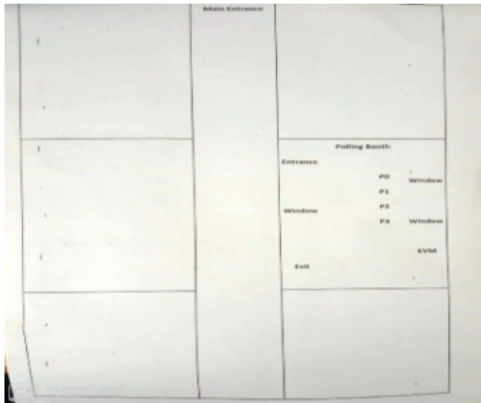 Main Entrance
Polling Booth
Entrance
P0
Window
P1
P2
Window
P3
Window
EVM
Exit